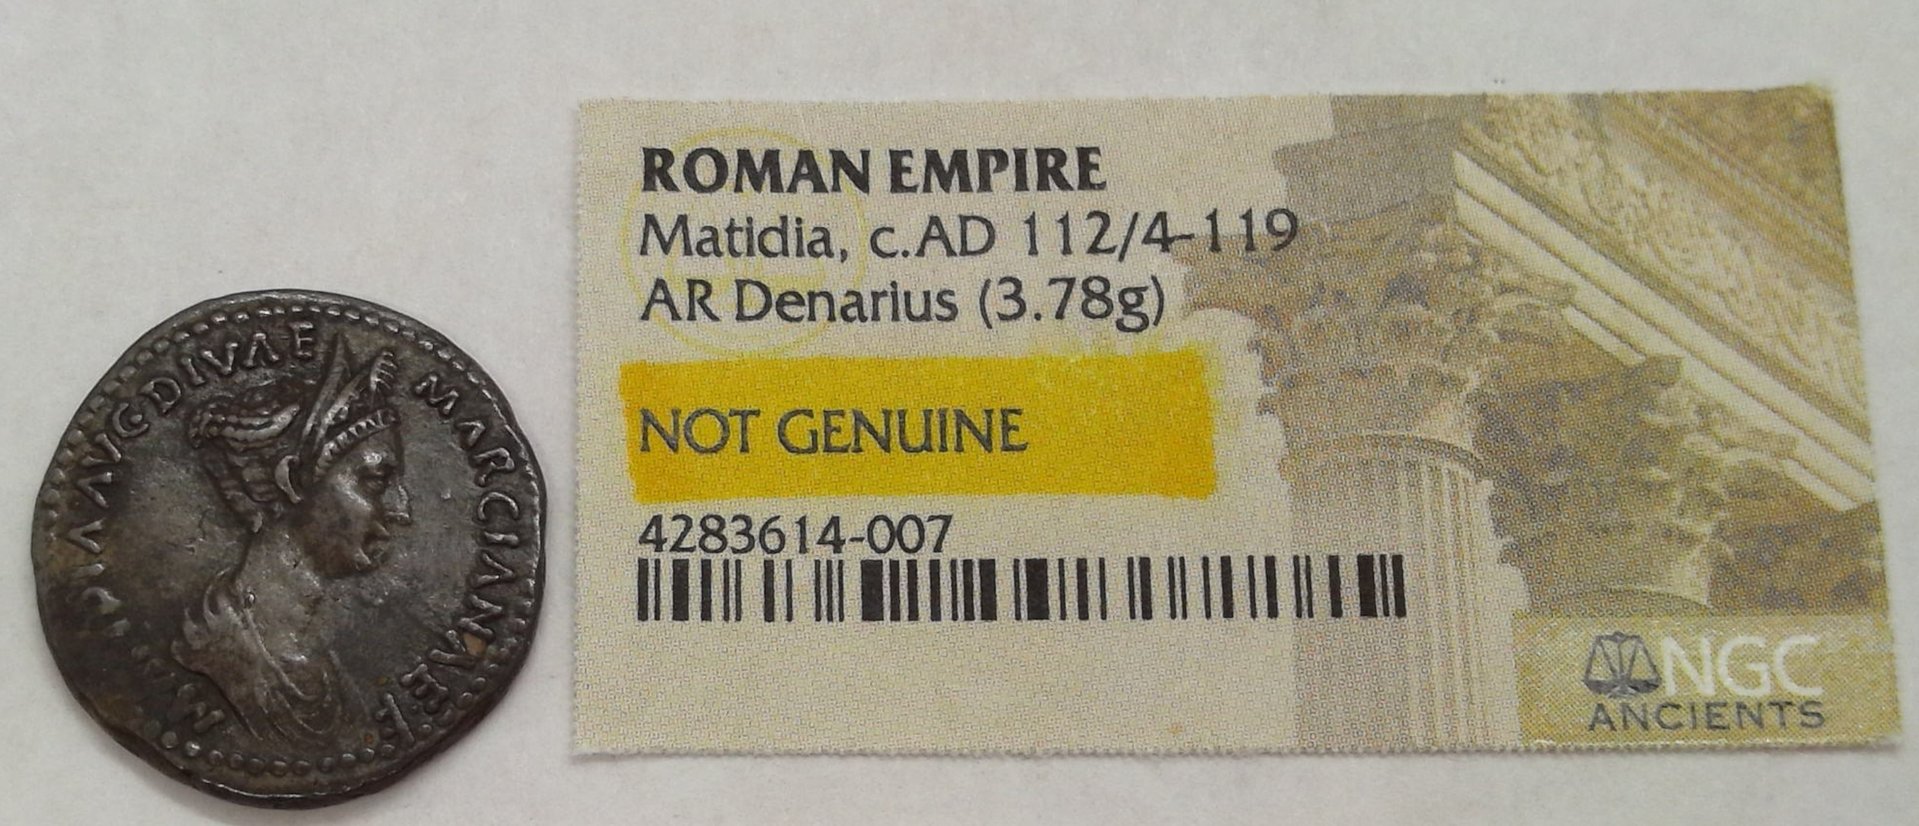 AVG DIVAE MARCIANAE F
ROMAN EMPIRE
Matidia, c.AD 112/4-119
AR Denarius (3.78g)
NOT GENUINE
4283614-007
NGC
ANCIENTS